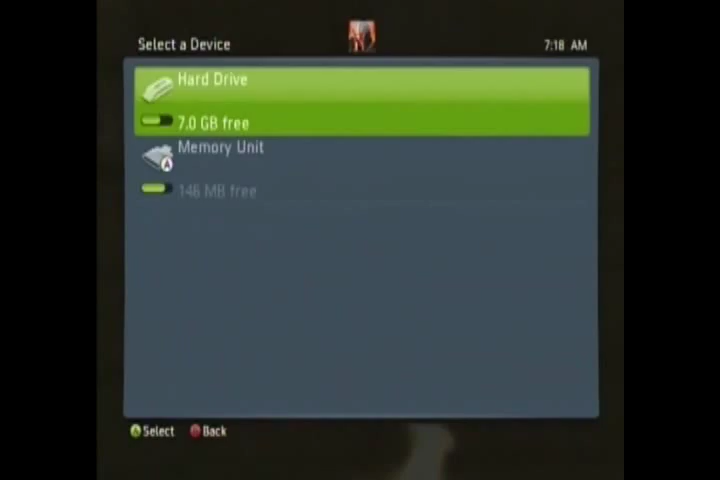 Select a Device
7:18 AM
Hard Drive
7.0 GB free
Memory Unit
A
146 MB free
A Select
B Back